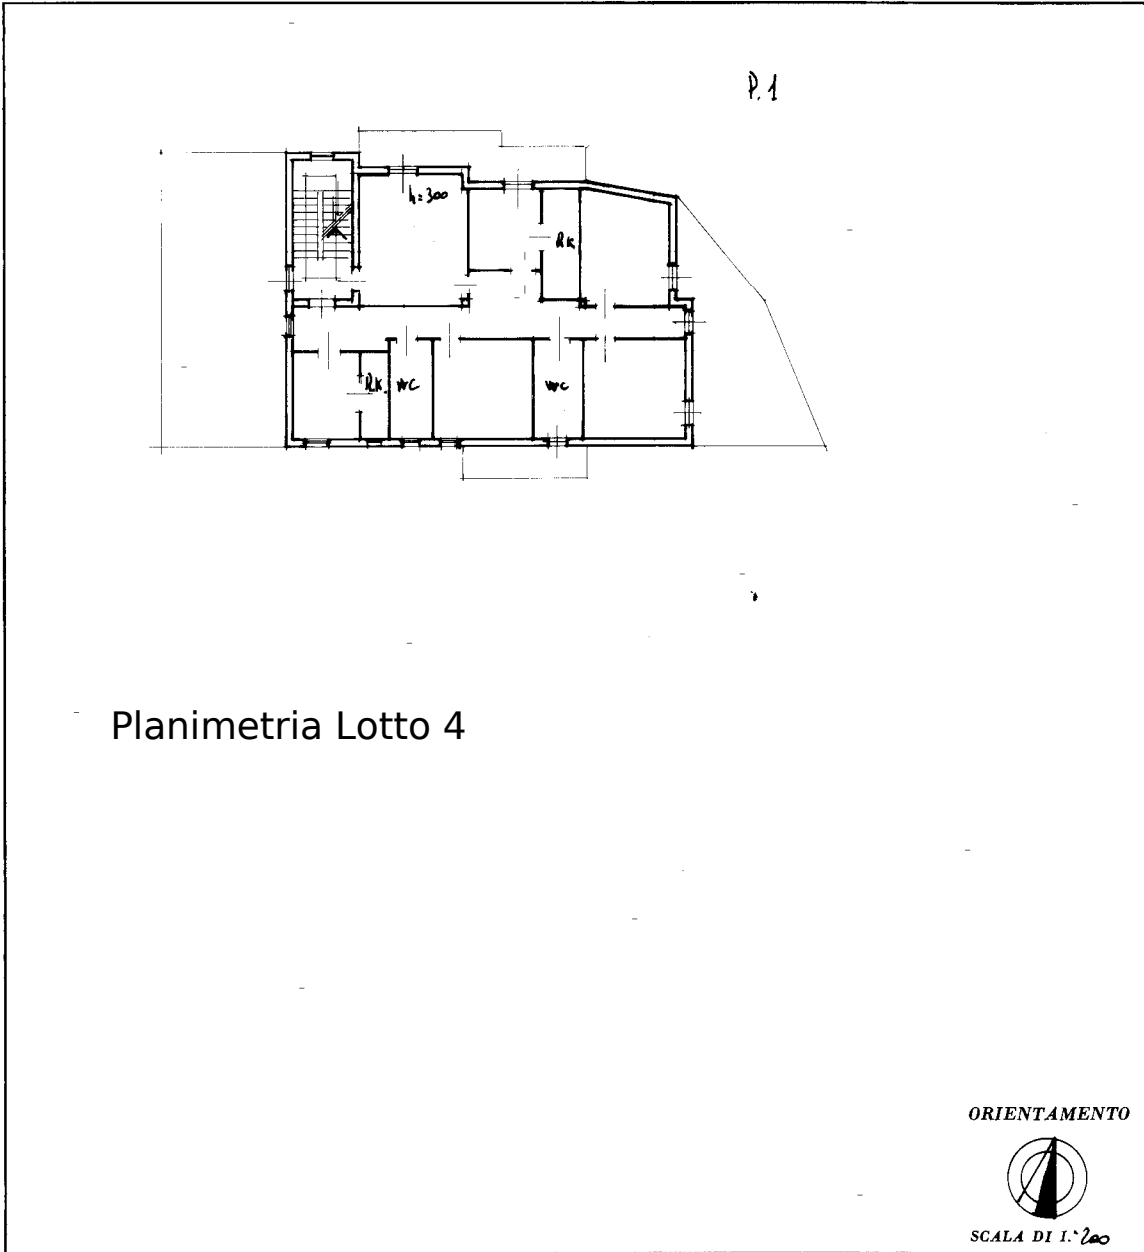 P. 1
h=300
RK
RK. WC WC
Planimetria Lotto 4
ORIENTAMENTO
SCALA DI 1:200